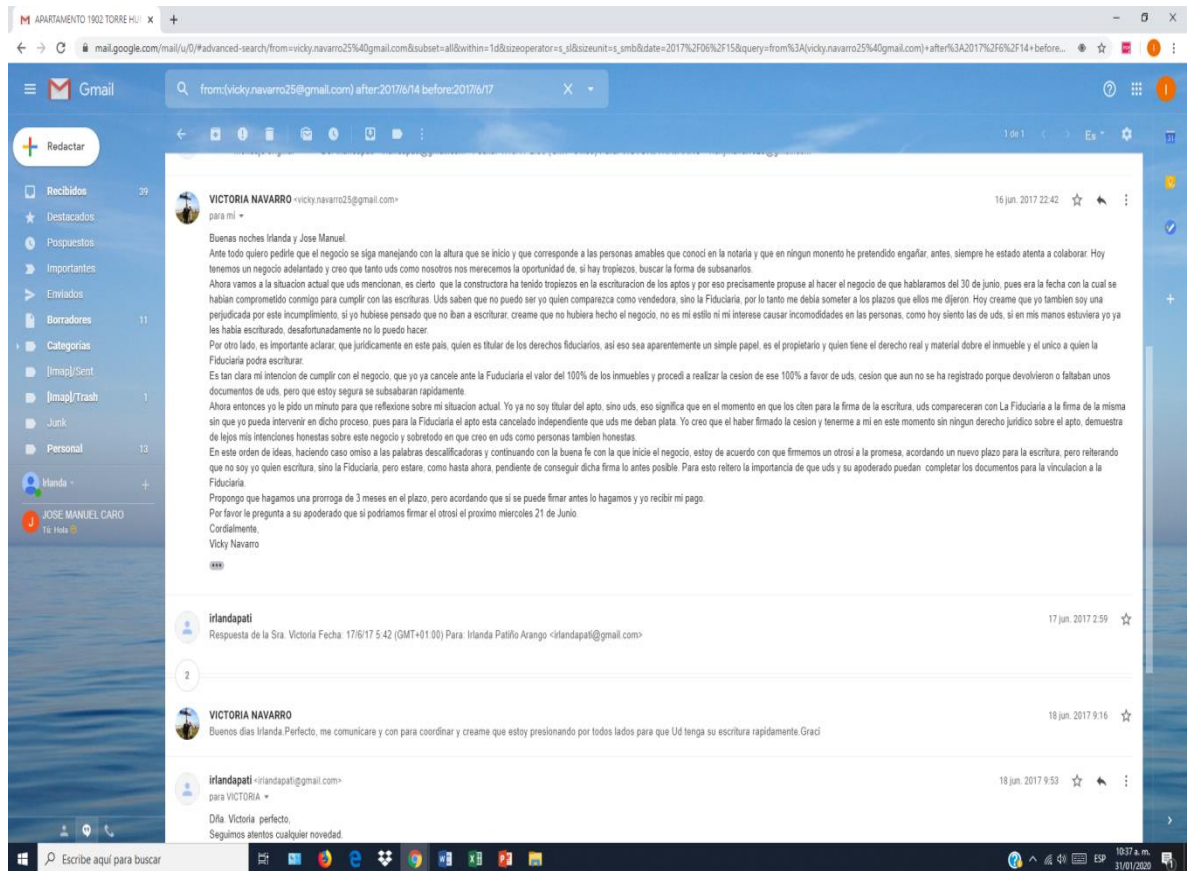 APARTAMENTO 1902 TORRE HU
mail.google.com/mail/u/0/#advanced-search/from=vicky.navarro25%40gmail.com&subset=all&within=1d&sizeoperator=s_sl&sizeunit=s_smb&date=2017%2F06%2F15&query=from%3A(vicky.navarro25%40gmail.com)+after%3A2017%2F6%2F14+before...
Gmail
from:(vicky.navarro25@gmail.com) after:2017/6/14 before:2017/6/17
Redactar
1 de 1
Es
Recibidos 39
Destacados
Pospuestos
Importantes
Enviados
Borradores 11
Categorías
[Imap]/Sent
[Imap]/Trash 1
Junk
Personal 13
Irlanda
JOSE MANUEL CARO
Tú: Hola
VICTORIA NAVARRO <vicky.navarro25@gmail.com>
16 jun. 2017 22:42
para mí
Buenas noches Irlanda y Jose Manuel.
Ante todo quiero pedirle que el negocio se siga manejando con la altura que se inicio y que corresponde a las personas amables que conoci en la notaria y que en ningun monento he pretendido engañar, antes, siempre he estado atenta a colaborar. Hoy
tenemos un negocio adelantado y creo que tanto uds como nosotros nos merecemos la oportunidad de, si hay tropiezos, buscar la forma de subsanarlos.
Ahora vamos a la situacion actual que uds mencionan, es cierto que la constructora ha tenido tropiezos en la escrituracion de los aptos y por eso precisamente propuse al hacer el negocio de que hablaramos del 30 de junio, pues era la fecha con la cual se
habian comprometido conmigo para cumplir con las escrituras. Uds saben que no puedo ser yo quien comparezca como vendedora, sino la Fiduciaria, por lo tanto me debia someter a los plazos que ellos me dijeron. Hoy creame que yo tambien soy una
perjudicada por este incumplimiento, si yo hubiese pensado que no iban a escriturar, creame que no hubiera hecho el negocio, no es mi estilo ni mi interese causar incomodidades en las personas, como hoy siento las de uds, si en mis manos estuviera yo ya
les habia escriturado, desafortunadamente no lo puedo hacer.
Por otro lado, es importante aclarar, que juridicamente en este pais, quien es titular de los derechos fiduciarios, asi eso sea aparentemente un simple papel, es el propietario y quien tiene el derecho real y material dobre el inmueble y el unico a quien la
Fiduciaria podra escriturar.
Es tan clara mi intencion de cumplir con el negocio, que yo ya cancele ante la Fuduciaria el valor del 100% de los inmuebles y procedi a realizar la cesion de ese 100% a favor de uds, cesion que aun no se ha registrado porque devolvieron o faltaban unos
documentos de uds, pero que estoy segura se subsabaran rapidamente.
Ahora entonces yo le pido un minuto para que reflexione sobre mi situacion actual. Yo ya no soy titular del apto, sino uds, eso significa que en el momento en que los citen para la firma de la escritura, uds compareceran con La Fiduciaria a la firma de la misma
sin que yo pueda intervenir en dicho proceso, pues para la Fiduciaria el apto esta cancelado independiente que uds me deban plata. Yo creo que el haber firmado la cesion y tenerme a mi en este momento sin ningun derecho juridico sobre el apto, demuestra
de lejos mis intenciones honestas sobre este negocio y sobretodo en que creo en uds como personas tambien honestas.
En este orden de ideas, haciendo caso omiso a las palabras descalificadoras y continuando con la buena fe con la que inicie el negocio, estoy de acuerdo con que firmemos un otrosi a la promesa, acordando un nuevo plazo para la escritura, pero reiterando
que no soy yo quien escritura, sino la Fiduciaria, pero estare, como hasta ahora, pendiente de conseguir dicha firma lo antes posible. Para esto reitero la importancia de que uds y su apoderado puedan completar los documentos para la vinculacion a la
Fiduciaria.
Propongo que hagamos una prorroga de 3 meses en el plazo, pero acordando que si se puede fimar antes lo hagamos y yo recibir mi pago.
Por favor le pregunta a su apoderado que si podriamos firmar el otrosi el proximo miercoles 21 de Junio.
Cordialmente,
Vicky Navarro
irlandapati
17 jun. 2017 2:59
Respuesta de la Sra. Victoria Fecha: 17/6/17 5:42 (GMT+01:00) Para: Irlanda Patiño Arango <irlandapati@gmail.com>
2
VICTORIA NAVARRO
18 jun. 2017 9:16
Buenos dias Irlanda.Perfecto, me comunicare y con para coordinar y creame que estoy presionando por todos lados para que Ud tenga su escritura rapidamente.Graci
irlandapati <irlandapati@gmail.com>
18 jun. 2017 9:53
para VICTORIA
Dña. Victoria perfecto,
Seguimos atentos cualquier novedad.
Escribe aquí para buscar
ESP
10:37 a. m.
31/01/2020